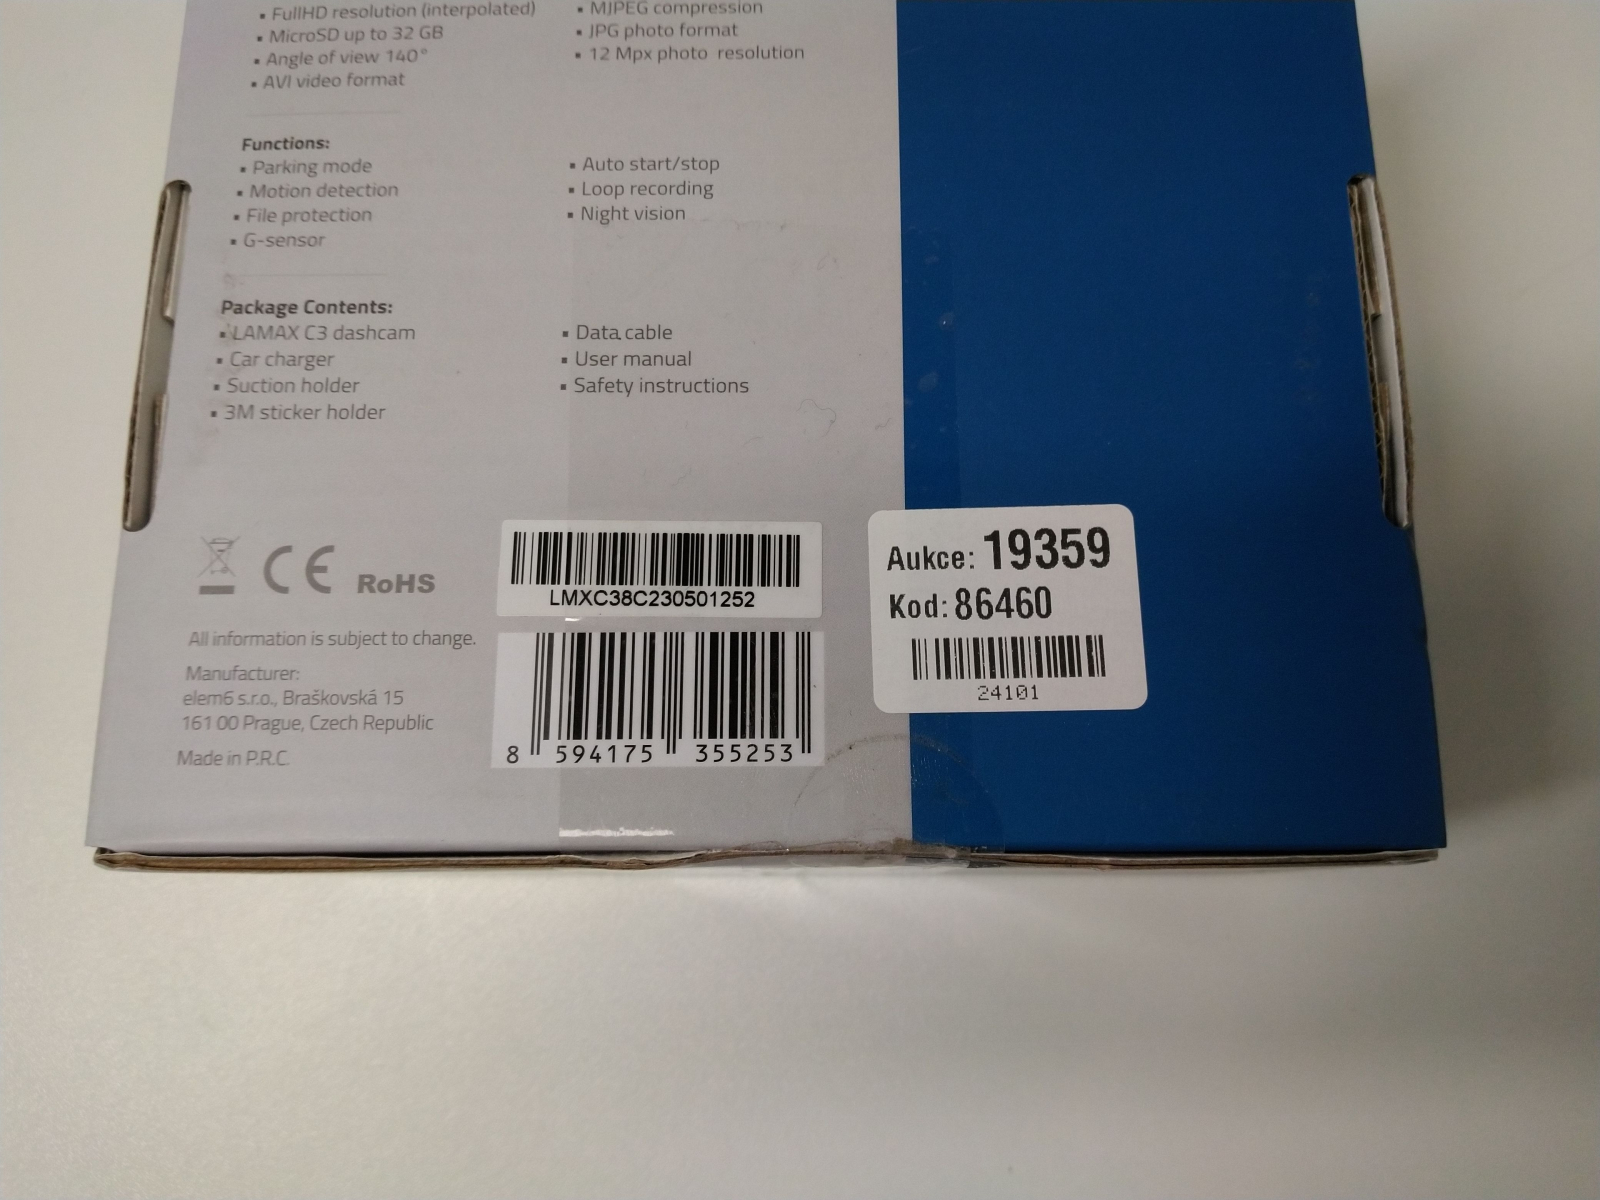 ▪ FullHD resolution (interpolated)
▪ MicroSD up to 32 GB
▪ Angle of view 140°
▪ AVI video format
▪ MJPEG compression
▪ JPG photo format
▪ 12 Mpx photo resolution
Functions:
▪ Parking mode
▪ Motion detection
▪ File protection
▪ G-sensor
▪ Auto start/stop
▪ Loop recording
▪ Night vision
Package Contents:
▪ LAMAX C3 dashcam
▪ Car charger
▪ Suction holder
▪ 3M sticker holder
▪ Data cable
▪ User manual
▪ Safety instructions
CE RoHS
All information is subject to change.
Manufacturer:
elem6 s.r.o., Braškovská 15
161 00 Prague, Czech Republic
Made in P.R.C.
LMXC38C230501252
8 594175 355253
Aukce: 19359
Kod: 86460
24101